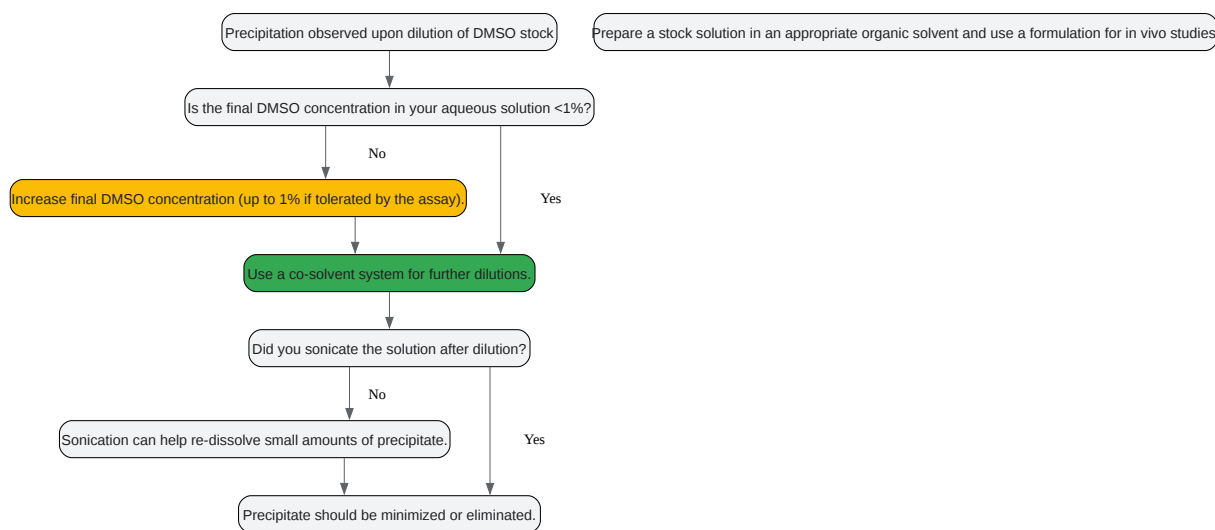 Precipitation observed upon dilution of DMSO stock
Prepare a stock solution in an appropriate organic solvent and use a formulation for in vivo studies
Is the final DMSO concentration in your aqueous solution <1%?
No
Increase final DMSO concentration (up to 1% if tolerated by the assay).
Yes
Use a co-solvent system for further dilutions.
Did you sonicate the solution after dilution?
No
Sonication can help re-dissolve small amounts of precipitate.
Yes
Precipitate should be minimized or eliminated.